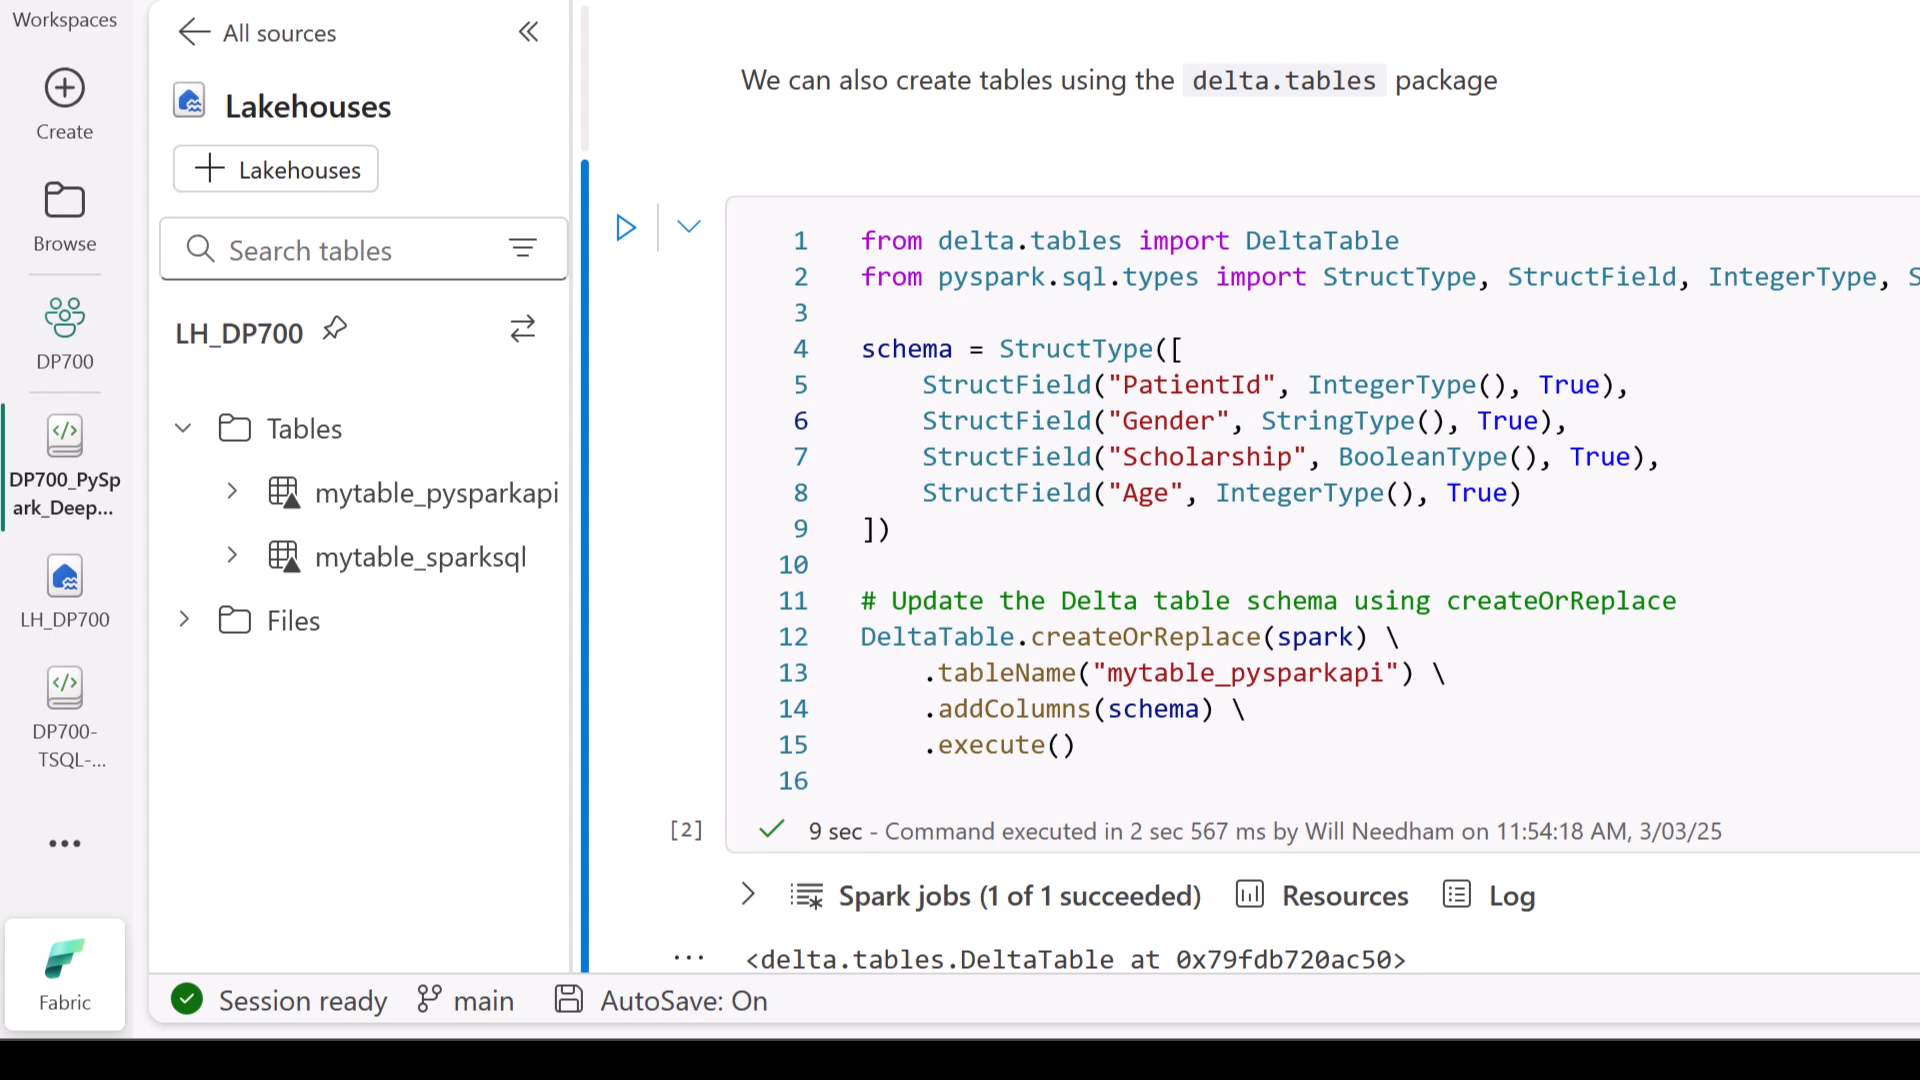 Workspaces
Create
Browse
DP700
DP700_PySp
ark_Deep...
LH_DP700
DP700-
TSQL-...
Fabric
All sources
Lakehouses
Lakehouses
Search tables
LH_DP700
Tables
mytable_pysparkapi
mytable_sparksql
Files
We can also create tables using the delta.tables package
1 from delta.tables import DeltaTable
2 from pyspark.sql.types import StructType, StructField, IntegerType, S
3
4 schema = StructType([
5 StructField("PatientId", IntegerType(), True),
6 StructField("Gender", StringType(), True),
7 StructField("Scholarship", BooleanType(), True),
8 StructField("Age", IntegerType(), True)
9 ])
10
11 # Update the Delta table schema using createOrReplace
12 DeltaTable.createOrReplace(spark) \
13 .tableName("mytable_pysparkapi") \
14 .addColumns(schema) \
15 .execute()
16
[2] 9 sec - Command executed in 2 sec 567 ms by Will Needham on 11:54:18 AM, 3/03/25
Spark jobs (1 of 1 succeeded) Resources Log
... <delta.tables.DeltaTable at 0x79fdb720ac50>
Session ready main AutoSave: On